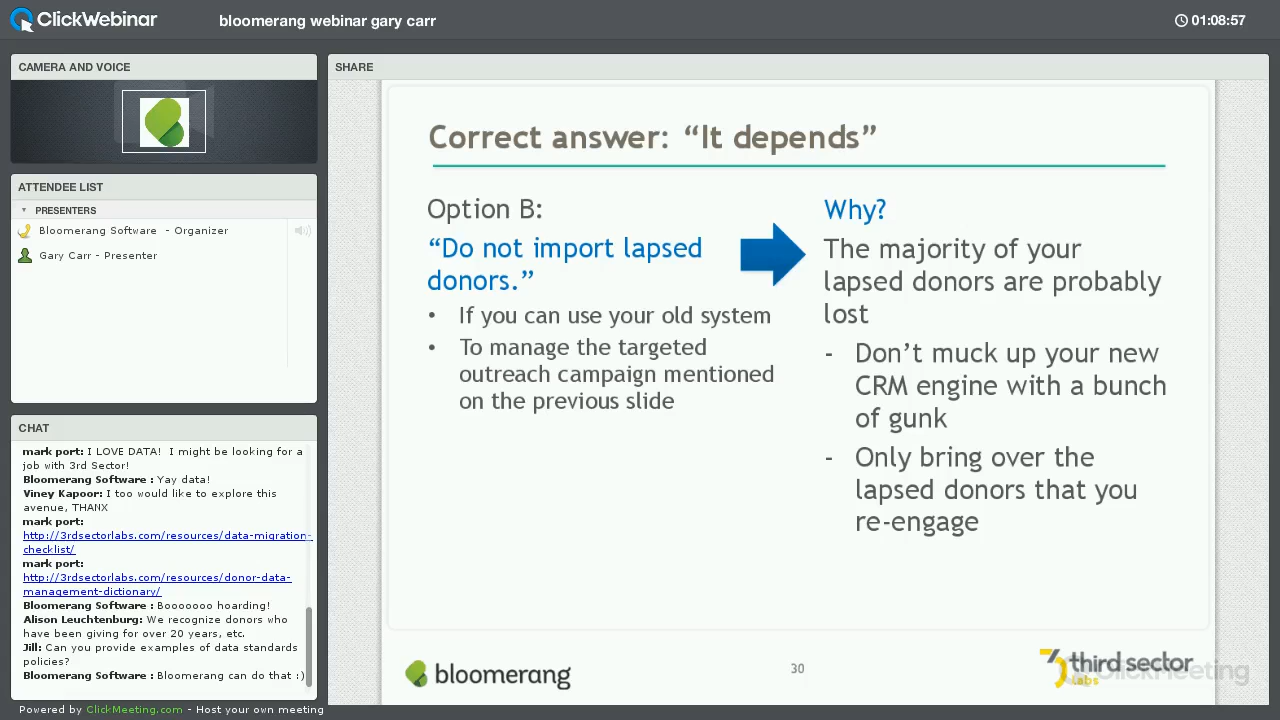 ClickWebinar
bloomerang webinar gary carr
01:08:57
CAMERA AND VOICE
ATTENDEE LIST
PRESENTERS
Bloomerang Software - Organizer
Gary Carr - Presenter
CHAT
mark port: I LOVE DATA! I might be looking for a
job with 3rd Sector!
Bloomerang Software : Yay data!
Viney Kapoor: I too would like to explore this
avenue, THANX
mark port:
http://3rdsectorlabs.com/resources/data-migration-
checklist/
mark port:
http://3rdsectorlabs.com/resources/donor-data-
management-dictionary/
Bloomerang Software : Booooooo hoarding!
Alison Leuchtenburg: We recognize donors who
have been giving for over 20 years, etc.
Jill: Can you provide examples of data standards
policies?
Bloomerang Software : Bloomerang can do that :)
Powered by ClickMeeting.com - Host your own meeting
SHARE
Correct answer: “It depends”
Option B:
“Do not import lapsed
donors.”
• If you can use your old system
• To manage the targeted
outreach campaign mentioned
on the previous slide
Why?
The majority of your
lapsed donors are probably
lost
- Don’t muck up your new
CRM engine with a bunch
of gunk
- Only bring over the
lapsed donors that you
re-engage
bloomerang
30
third sector
labs
ClickMeeting